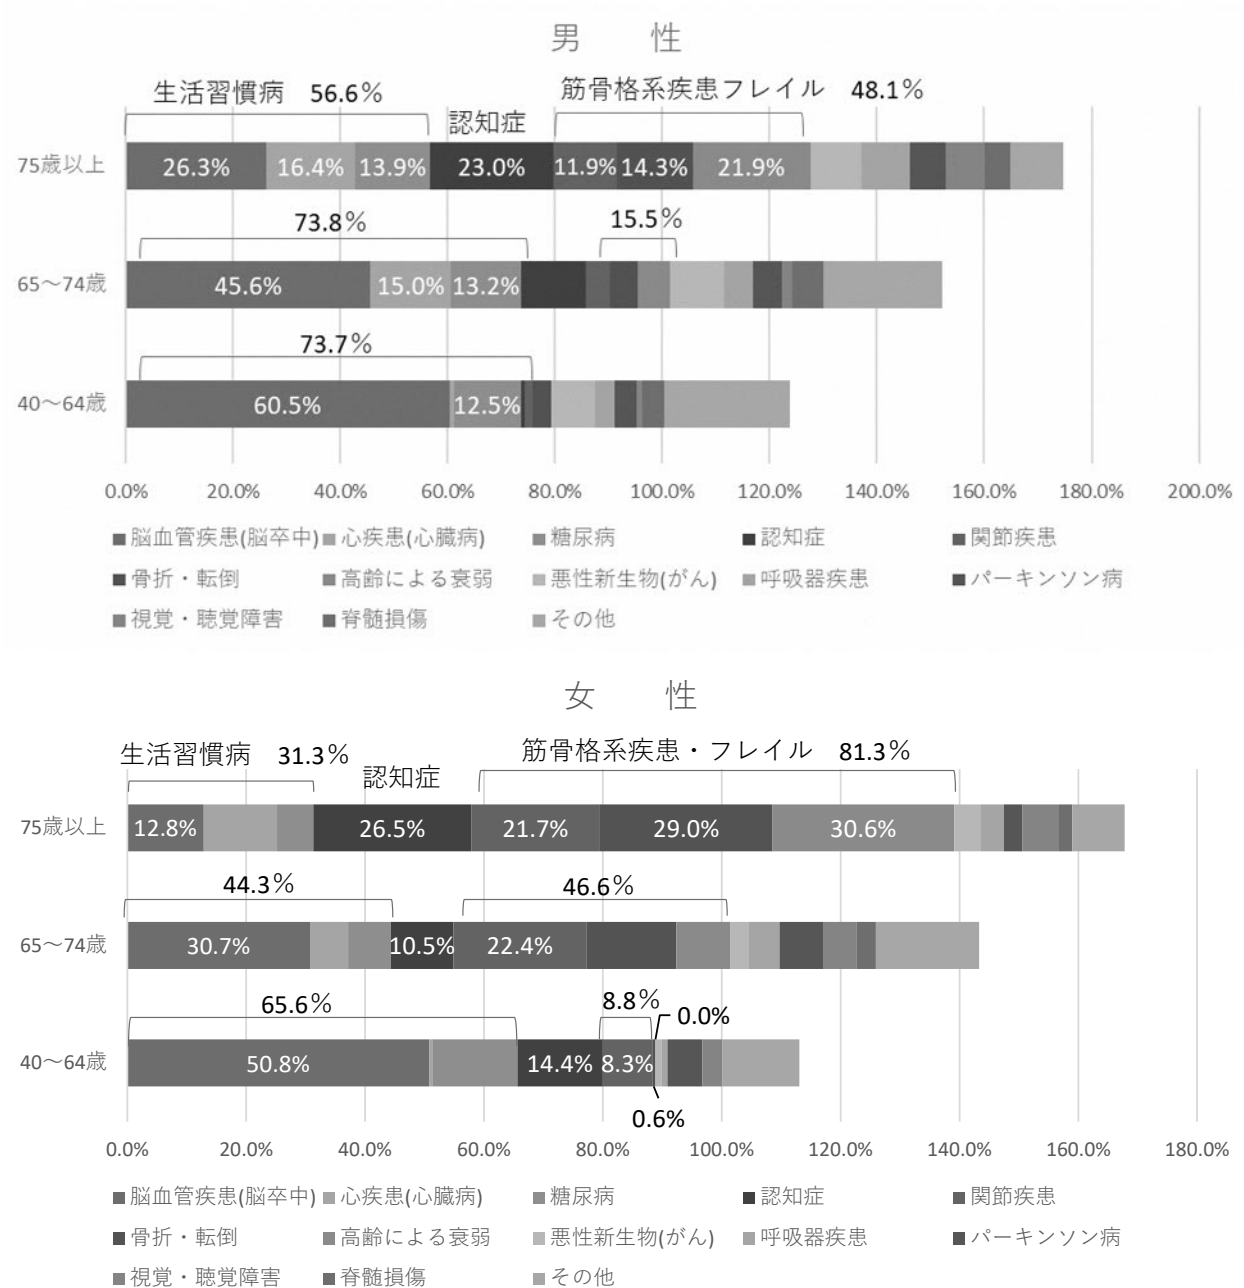 男　性
生活習慣病 56.6％ 筋骨格系疾患フレイル 48.1％
認知症
75歳以上 26.3% 16.4% 13.9% 23.0% 11.9% 14.3% 21.9%
73.8％ 15.5％
65～74歳 45.6% 15.0% 13.2%
73.7％
40～64歳 60.5% 12.5%
0.0% 20.0% 40.0% 60.0% 80.0% 100.0% 120.0% 140.0% 160.0% 180.0% 200.0%
■脳血管疾患(脳卒中) ■心疾患(心臓病) ■糖尿病 ■認知症 ■関節疾患
■骨折・転倒 ■高齢による衰弱 ■悪性新生物(がん) ■呼吸器疾患 ■パーキンソン病
■視覚・聴覚障害 ■脊髄損傷 ■その他
女　性
生活習慣病 31.3％ 筋骨格系疾患・フレイル 81.3％
認知症
75歳以上 12.8% 26.5% 21.7% 29.0% 30.6%
44.3％ 46.6％
65～74歳 30.7% 10.5% 22.4%
65.6％ 8.8％ 0.0%
40～64歳 50.8% 14.4% 8.3%
0.6%
0.0% 20.0% 40.0% 60.0% 80.0% 100.0% 120.0% 140.0% 160.0% 180.0%
■脳血管疾患(脳卒中) ■心疾患(心臓病) ■糖尿病 ■認知症 ■関節疾患
■骨折・転倒 ■高齢による衰弱 ■悪性新生物(がん) ■呼吸器疾患 ■パーキンソン病
■視覚・聴覚障害 ■脊髄損傷 ■その他